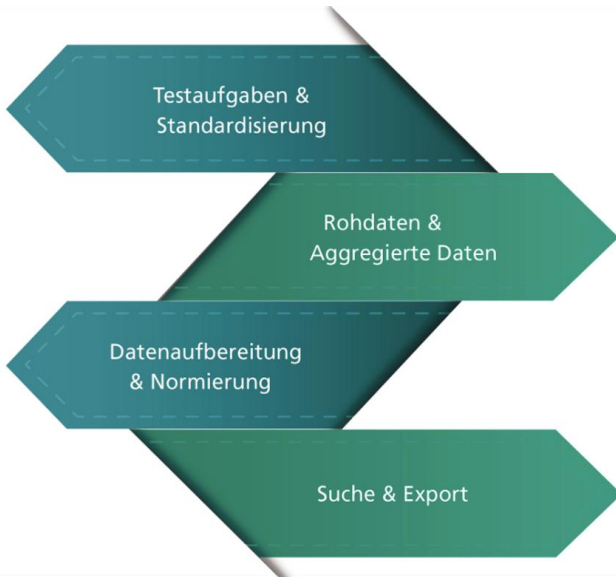 Testaufgaben &
Standardisierung
Rohdaten &
Aggregierte Daten
Datenaufbereitung
& Normierung
Suche & Export